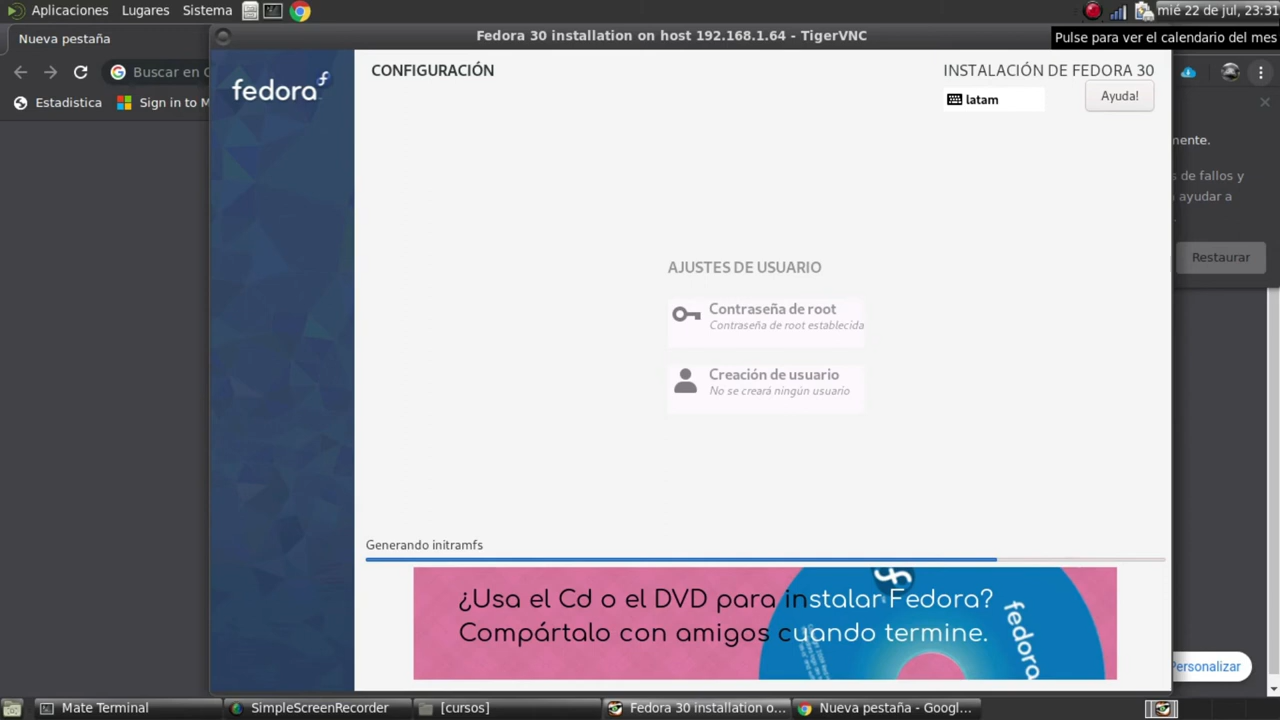 Aplicaciones Lugares Sistema mié 22 de jul, 23:31
Nueva pestaña
Fedora 30 installation on host 192.168.1.64 - TigerVNC
Pulse para ver el calendario del mes
Buscar en G
Estadistica Sign in to M
fedora
CONFIGURACIÓN
INSTALACIÓN DE FEDORA 30
latam
Ayuda!
mente.
de fallos y
ayudar a
Restaurar
AJUSTES DE USUARIO
Contraseña de root
Contraseña de root establecida
Creación de usuario
No se creará ningún usuario
Generando initramfs
¿Usa el Cd o el DVD para instalar Fedora?
Compártalo con amigos cuando termine.
fedora
Personalizar
Mate Terminal SimpleScreenRecorder [cursos] Fedora 30 installation o... Nueva pestaña - Googl...